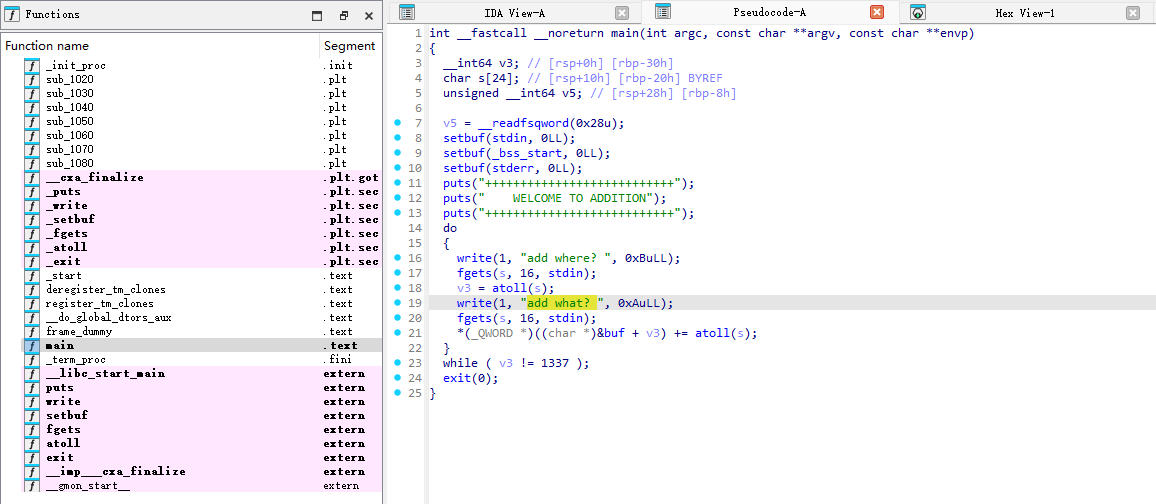 Functions
Function name Segment
f _init_proc .init
f sub_1020 .plt
f sub_1030 .plt
f sub_1040 .plt
f sub_1050 .plt
f sub_1060 .plt
f sub_1070 .plt
f sub_1080 .plt
f __cxa_finalize .plt.got
f _puts .plt.sec
f _write .plt.sec
f _setbuf .plt.sec
f _fgets .plt.sec
f _atoll .plt.sec
f _exit .plt.sec
f _start .text
f deregister_tm_clones .text
f register_tm_clones .text
f __do_global_dtors_aux .text
f frame_dummy .text
f main .text
f _term_proc .fini
f __libc_start_main extern
f puts extern
f write extern
f setbuf extern
f fgets extern
f atoll extern
f exit extern
f __imp___cxa_finalize extern
f __gmon_start__ extern
IDA View-A Pseudocode-A Hex View-1
1 int __fastcall __noreturn main(int argc, const char **argv, const char **envp)
2 {
3 __int64 v3; // [rsp+0h] [rbp-30h]
4 char s[24]; // [rsp+10h] [rbp-20h] BYREF
5 unsigned __int64 v5; // [rsp+28h] [rbp-8h]
6
7 v5 = __readfsqword(0x28u);
8 setbuf(stdin, 0LL);
9 setbuf(_bss_start, 0LL);
10 setbuf(stderr, 0LL);
11 puts("+++++++++++++++++++++++++++");
12 puts("    WELCOME TO ADDITION");
13 puts("+++++++++++++++++++++++++++");
14 do
15 {
16 write(1, "add where? ", 0xBuLL);
17 fgets(s, 16, stdin);
18 v3 = atoll(s);
19 write(1, "add what? ", 0xAuLL);
20 fgets(s, 16, stdin);
21 *(_QWORD *)((char *)&buf + v3) += atoll(s);
22 }
23 while ( v3 != 1337 );
24 exit(0);
25 }